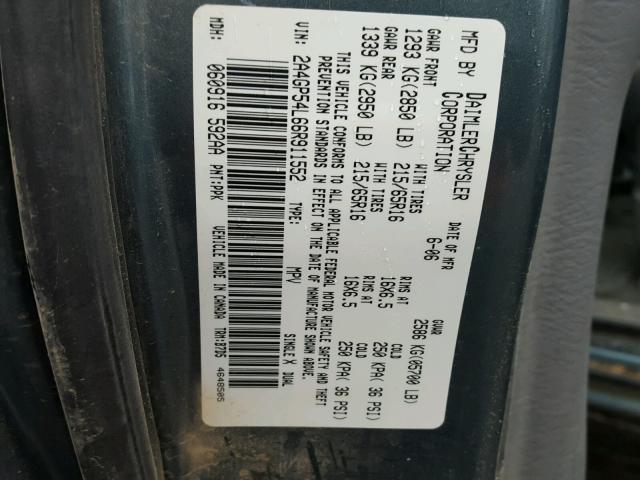 MFD BY DAIMLERCHRYSLER CORPORATION
DATE OF MFR 6-06
GVWR 2586 KG(05700 LB)
GAWR FRONT
1293 KG(2850 LB)
WITH TIRES
215/65R16
RIMS AT
16X6.5
COLD
250 KPA( 36 PSI)
GAWR REAR
1339 KG(2950 LB)
WITH TIRES
215/65R16
RIMS AT
16X6.5
COLD
250 KPA( 36 PSI)
THIS VEHICLE CONFORMS TO ALL APPLICABLE FEDERAL MOTOR VEHICLE SAFETY AND THEFT
PREVENTION STANDARDS IN EFFECT ON THE DATE OF MANUFACTURE SHOWN ABOVE.
VIN: 2A4GP54L66R911552
TYPE: MPV
SINGLE X DUAL
MDH: 060916 592AA
PNT:PPK
VEHICLE MADE IN CANADA
TRM:B7D5
4648505